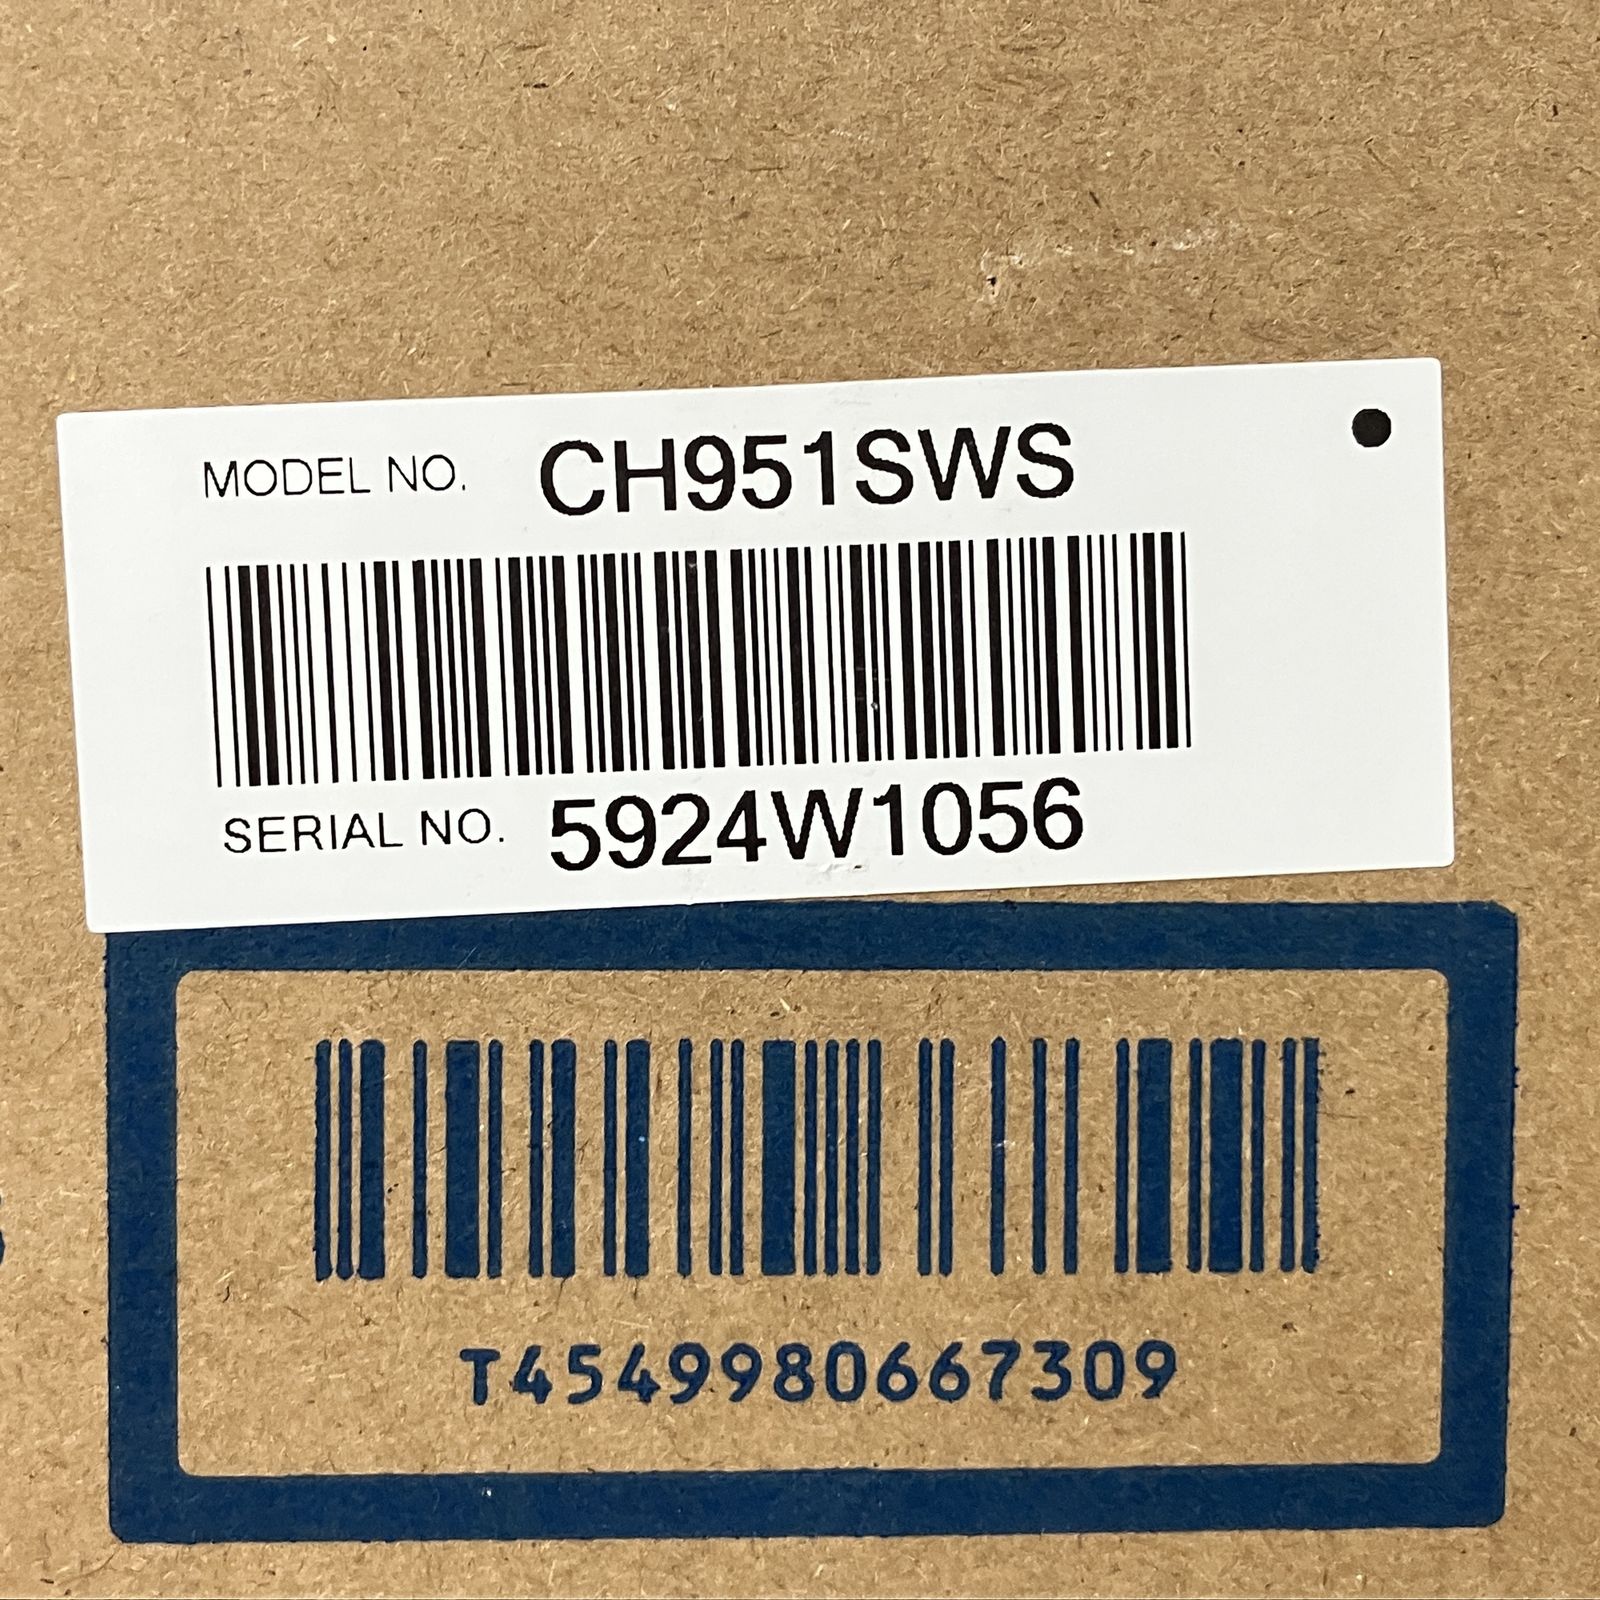 MODEL NO. CH951SWS
SERIAL NO. 5924W1056
T4549980667309